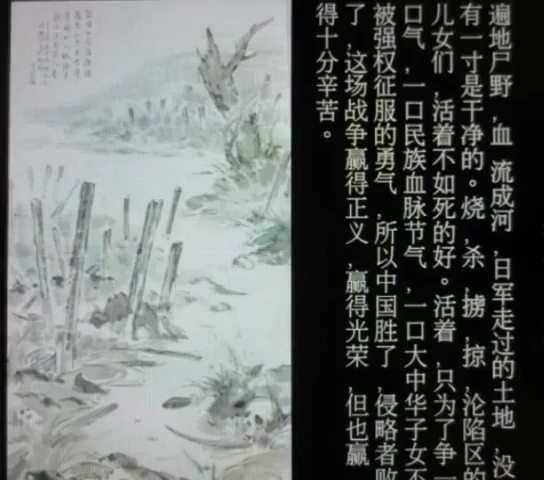 遍地尸野,血 流成河,日军走过的土地,没
有一寸是干净的。烧,杀,掳,掠,沦陷区的
儿女们,活着不如死的好。活着,只为了争一
口气,一口民族血脉节气,一口大中华子女不
被强权征服的勇气,所以中国胜了,侵略者败
了,这场战争赢得正义,赢得光荣,但也赢
得十分辛苦。